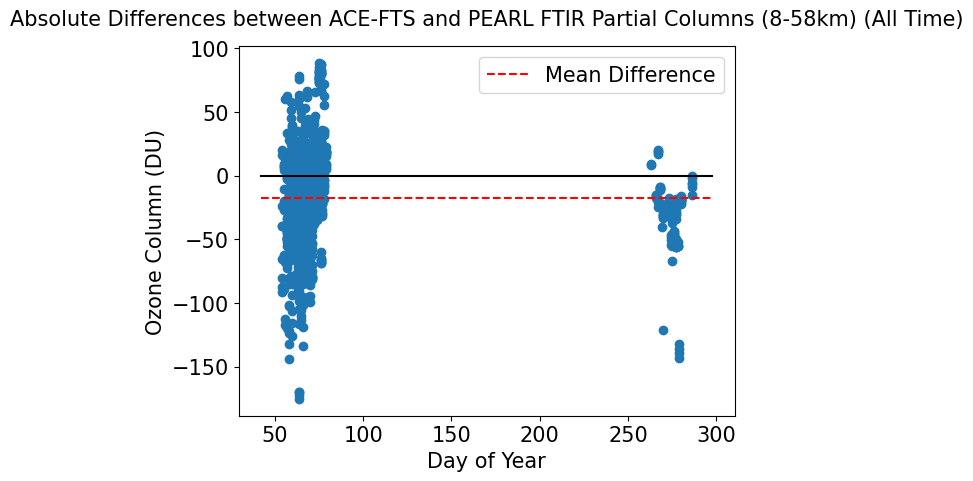 Absolute Differences between ACE-FTS and PEARL FTIR Partial Columns (8-58km) (All Time)
100
50
0
−50
−100
−150
Ozone Column (DU)
Mean Difference
50 100 150 200 250 300
Day of Year